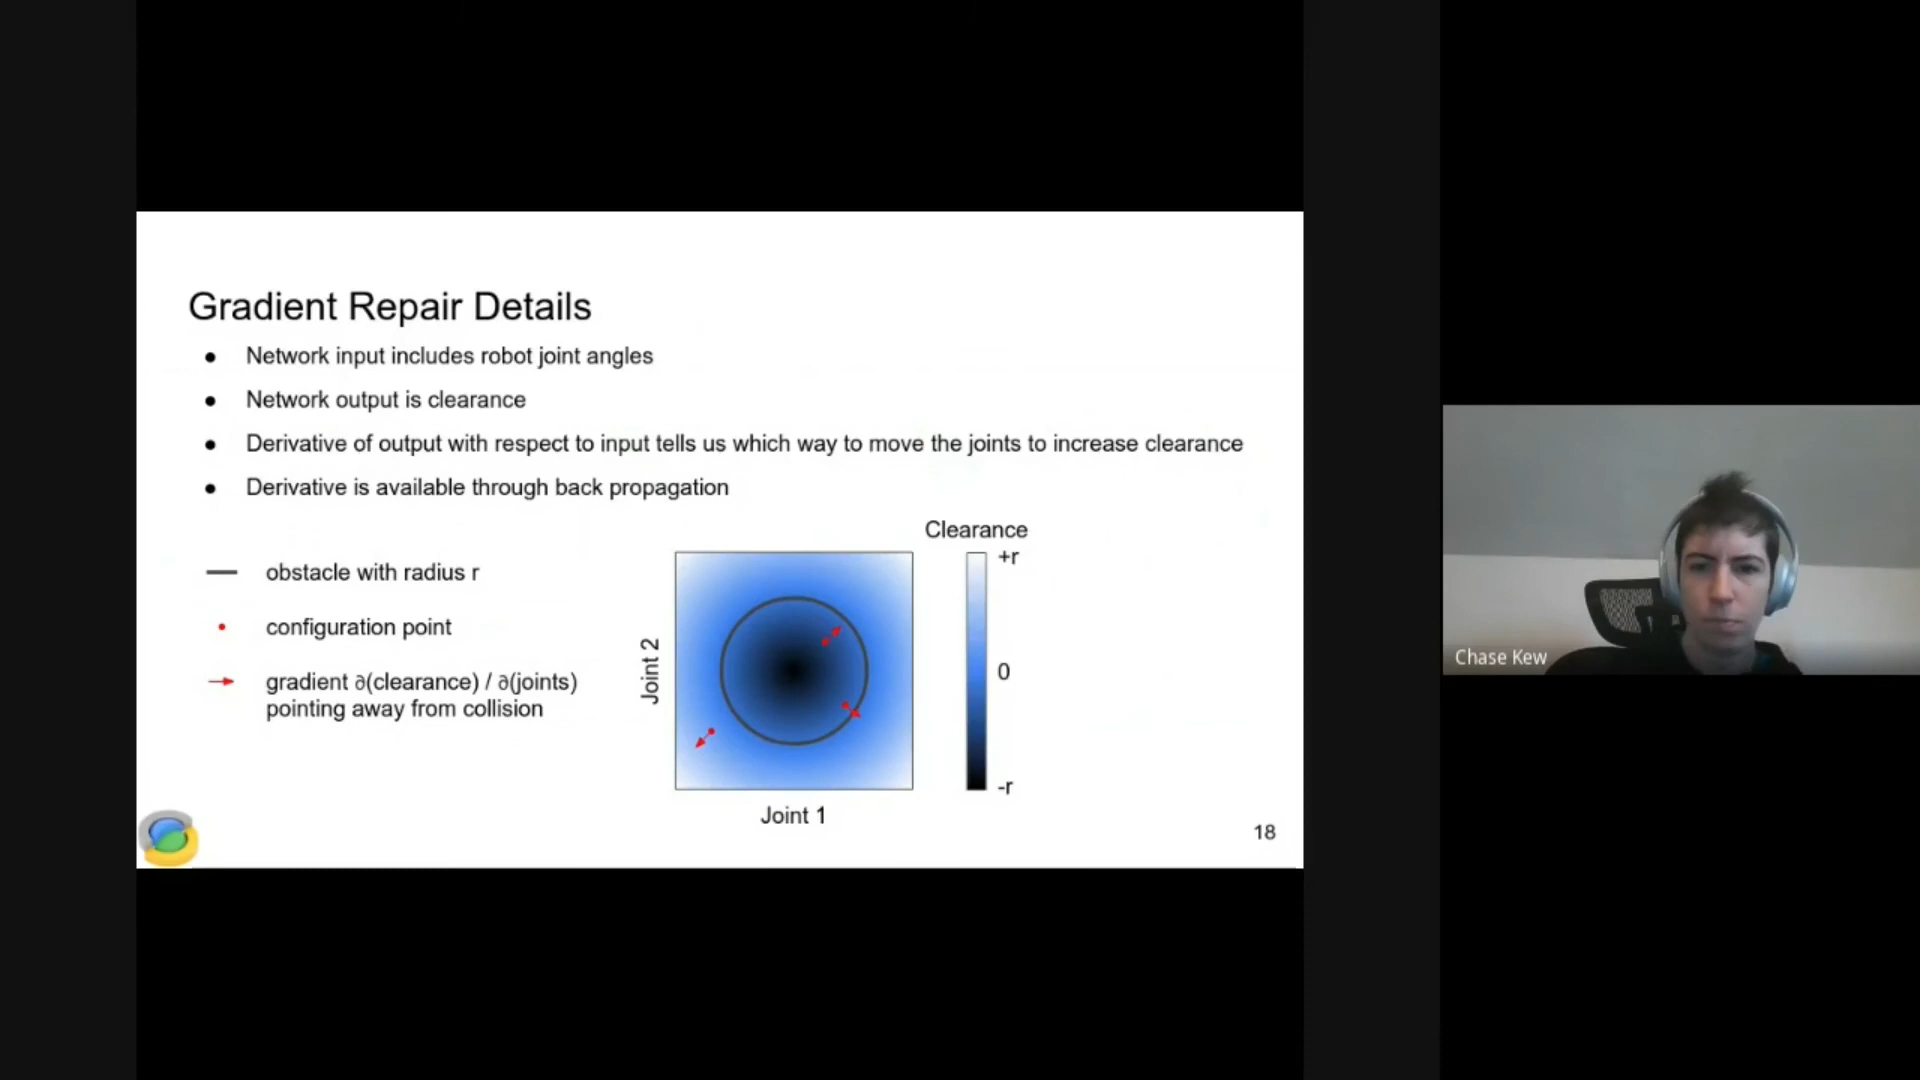 Gradient Repair Details
● Network input includes robot joint angles
● Network output is clearance
● Derivative of output with respect to input tells us which way to move the joints to increase clearance
● Derivative is available through back propagation
obstacle with radius r
configuration point
gradient ∂(clearance) / ∂(joints)
pointing away from collision
Joint 2
Joint 1
Clearance
+r
0
-r
18
Chase Kew